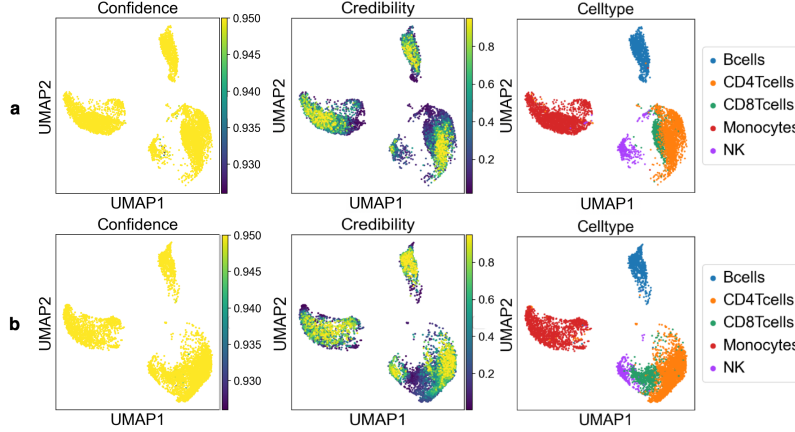 Confidence
Credibility
Celltype
a
UMAP2
0.950
0.945
0.940
0.935
0.930
UMAP1
UMAP2
0.8
0.6
0.4
0.2
UMAP1
UMAP2
UMAP1
Bcells
CD4Tcells
CD8Tcells
Monocytes
NK
Confidence
Credibility
Celltype
b
UMAP2
0.950
0.945
0.940
0.935
0.930
UMAP1
UMAP2
0.8
0.6
0.4
0.2
UMAP1
UMAP2
UMAP1
Bcells
CD4Tcells
CD8Tcells
Monocytes
NK